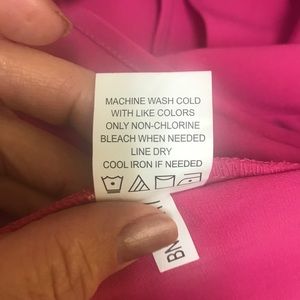 MACHINE WASH COLD
WITH LIKE COLORS
ONLY NON-CHLORINE
BLEACH WHEN NEEDED
LINE DRY
COOL IRON IF NEEDED